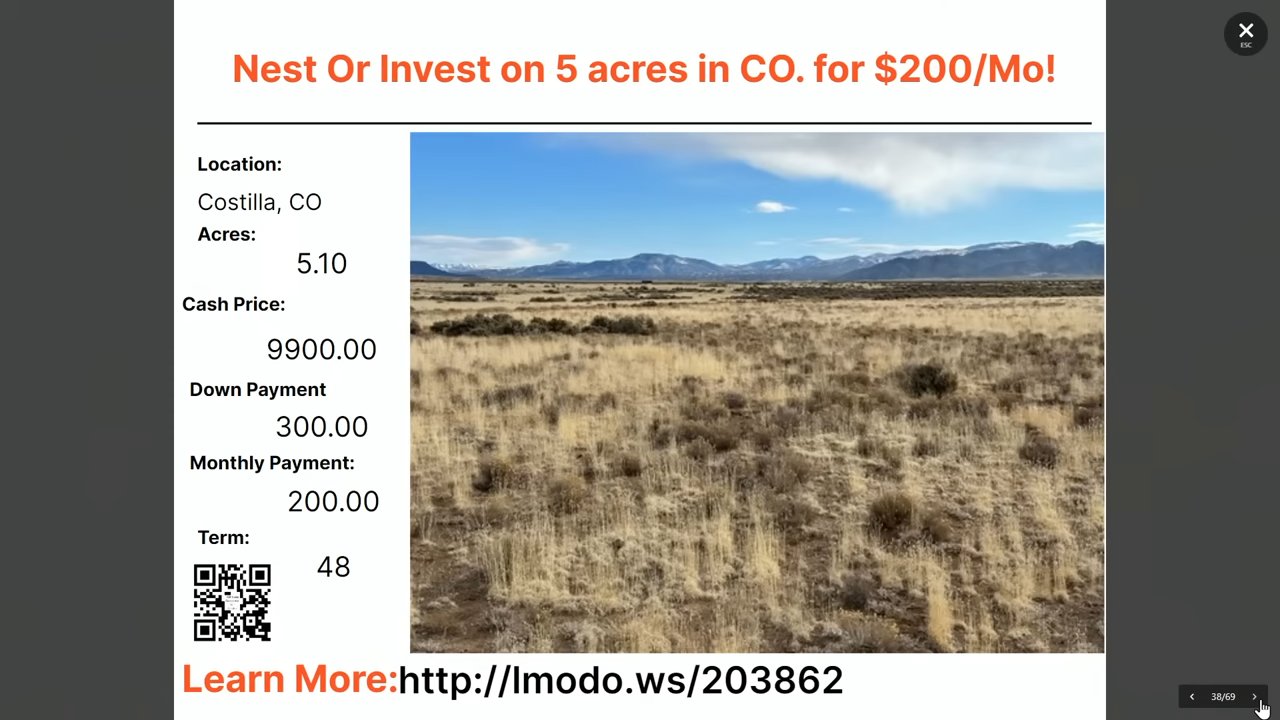 Nest Or Invest on 5 acres in CO. for $200/Mo!
Location:
Costilla, CO
Acres:
5.10
Cash Price:
9900.00
Down Payment
300.00
Monthly Payment:
200.00
Term:
48
Learn More:http://lmodo.ws/203862
ESC
38/69